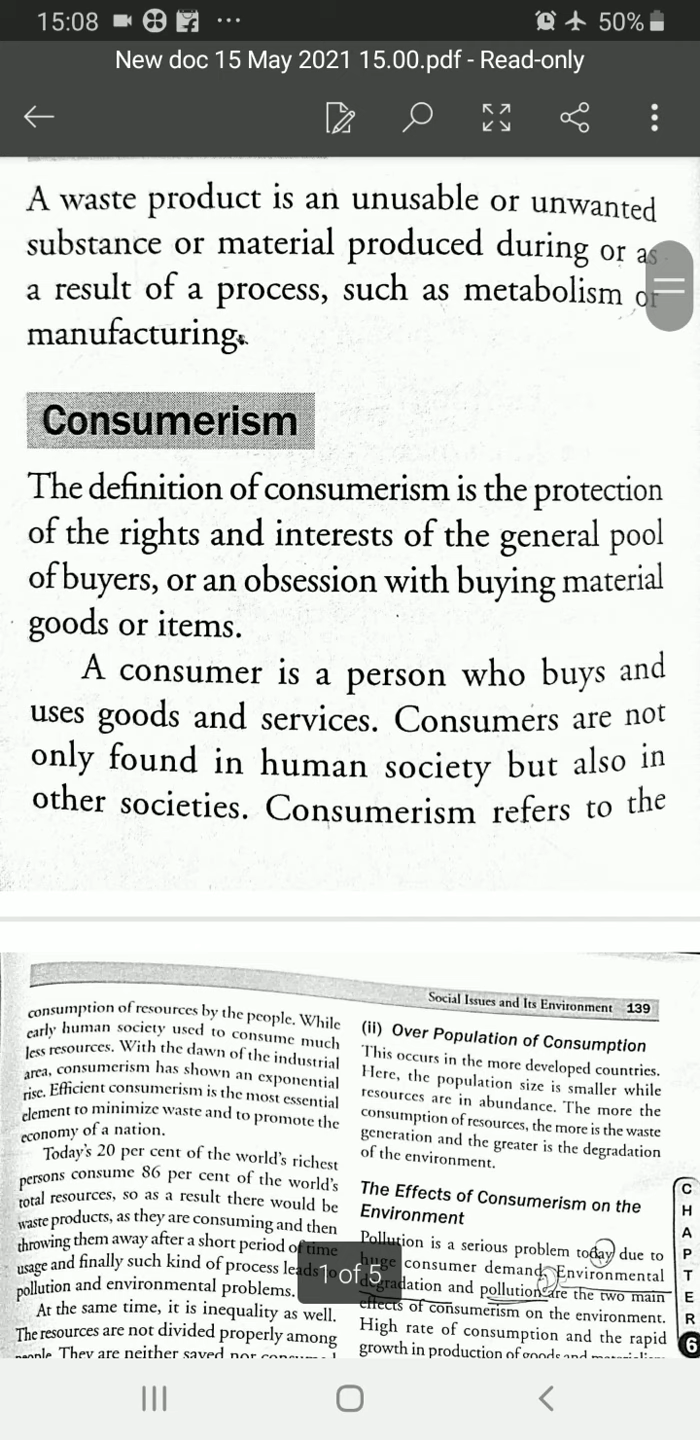 15:08 ...
50%
New doc 15 May 2021 15.00.pdf - Read-only
A waste product is an unusable or unwanted
substance or material produced during or as
a result of a process, such as metabolism or
manufacturing.
Consumerism
The definition of consumerism is the protection
of the rights and interests of the general pool
of buyers, or an obsession with buying material
goods or items.
A consumer is a person who buys and
uses goods and services. Consumers are not
only found in human society but also in
other societies. Consumerism refers to the
Social Issues and Its Environment 139
consumption of resources by the people. While
early human society used to consume much
less resources. With the dawn of the industrial
area, consumerism has shown an exponential
rise. Efficient consumerism is the most essential
element to minimize waste and to promote the
economy of a nation.
Today's 20 per cent of the world's richest
persons consume 86 per cent of the world's
total resources, so as a result there would be
waste products, as they are consuming and then
throwing them away after a short period of time
usage and finally such kind of process leads to
pollution and environmental problems.
At the same time, it is inequality as well.
The resources are not divided properly among
people. They are neither saved nor
(ii) Over Population of Consumption
This occurs in the more developed countries.
Here, the population size is smaller while
resources are in abundance. The more the
consumption of resources, the more is the waste
generation and the greater is the degradation
of the environment.
The Effects of Consumerism on the
Environment
Pollution is a serious problem today due to
huge consumer demand. Environmental
degradation and pollution are the two main
effects of consumerism on the environment.
High rate of consumption and the rapid
growth in production of goods and
1 of 5
CHAPTER
6